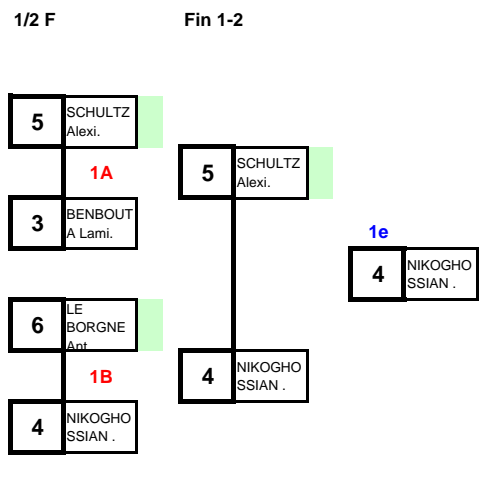 1/2 F
Fin 1-2
5
SCHULTZ
Alexi.
1A
3
BENBOUT
A Lami.
6
LE
BORGNE
Ant
1B
4
NIKOGHO
SSIAN .
5
SCHULTZ
Alexi.
4
NIKOGHO
SSIAN .
1e
4
NIKOGHO
SSIAN .